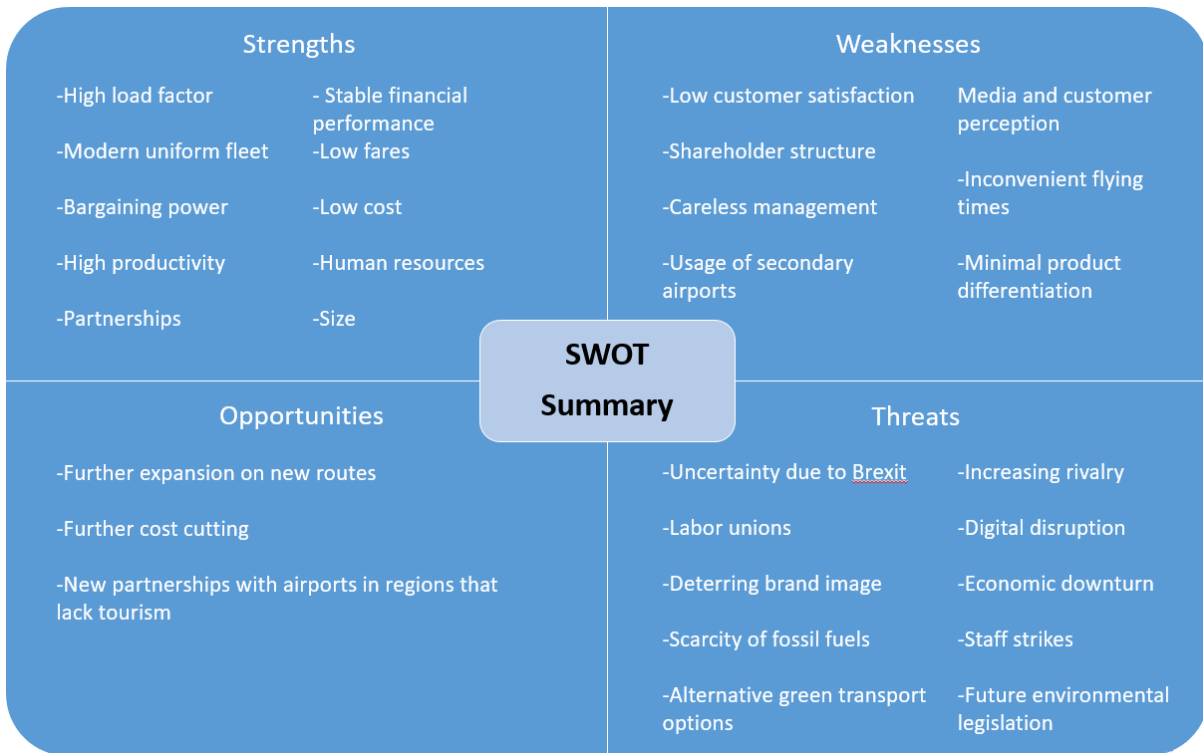 Strengths
-High load factor
-Modern uniform fleet
-Bargaining power
-High productivity
-Partnerships
- Stable financial
performance
-Low fares
-Low cost
-Human resources
-Size
Weaknesses
-Low customer satisfaction
-Shareholder structure
-Careless management
-Usage of secondary
airports
Media and customer
perception
-Inconvenient flying
times
-Minimal product
differentiation
SWOT
Summary
Opportunities
-Further expansion on new routes
-Further cost cutting
-New partnerships with airports in regions that
lack tourism
Threats
-Uncertainty due to Brexit
-Labor unions
-Deterring brand image
-Scarcity of fossil fuels
-Alternative green transport
options
-Increasing rivalry
-Digital disruption
-Economic downturn
-Staff strikes
-Future environmental
legislation